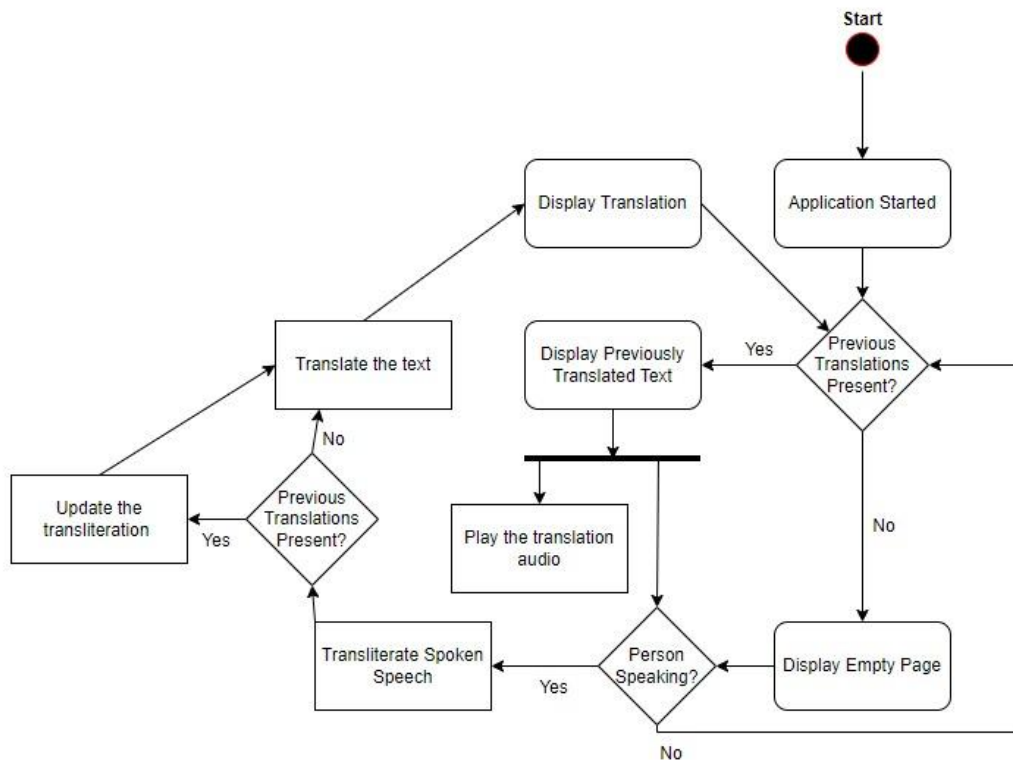 Start
Application Started
Display Translation
Previous
Translations
Present?
Yes
Display Previously
Translated Text
Translate the text
No
Previous
Translations
Present?
Yes
Update the
transliteration
Play the translation
audio
No
Transliterate Spoken
Speech
Yes
Person
Speaking?
Display Empty Page
No